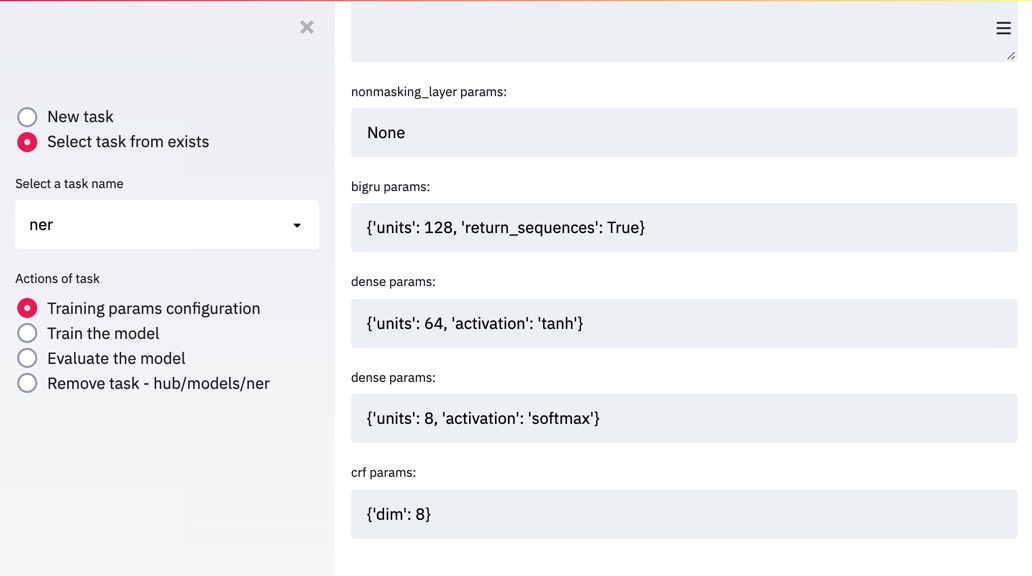 New task
Select task from exists
Select a task name
ner
Actions of task
Training params configuration
Train the model
Evaluate the model
Remove task - hub/models/ner
nonmasking_layer params:
None
bigru params:
{'units': 128, 'return_sequences': True}
dense params:
{'units': 64, 'activation': 'tanh'}
dense params:
{'units': 8, 'activation': 'softmax'}
crf params:
{'dim': 8}